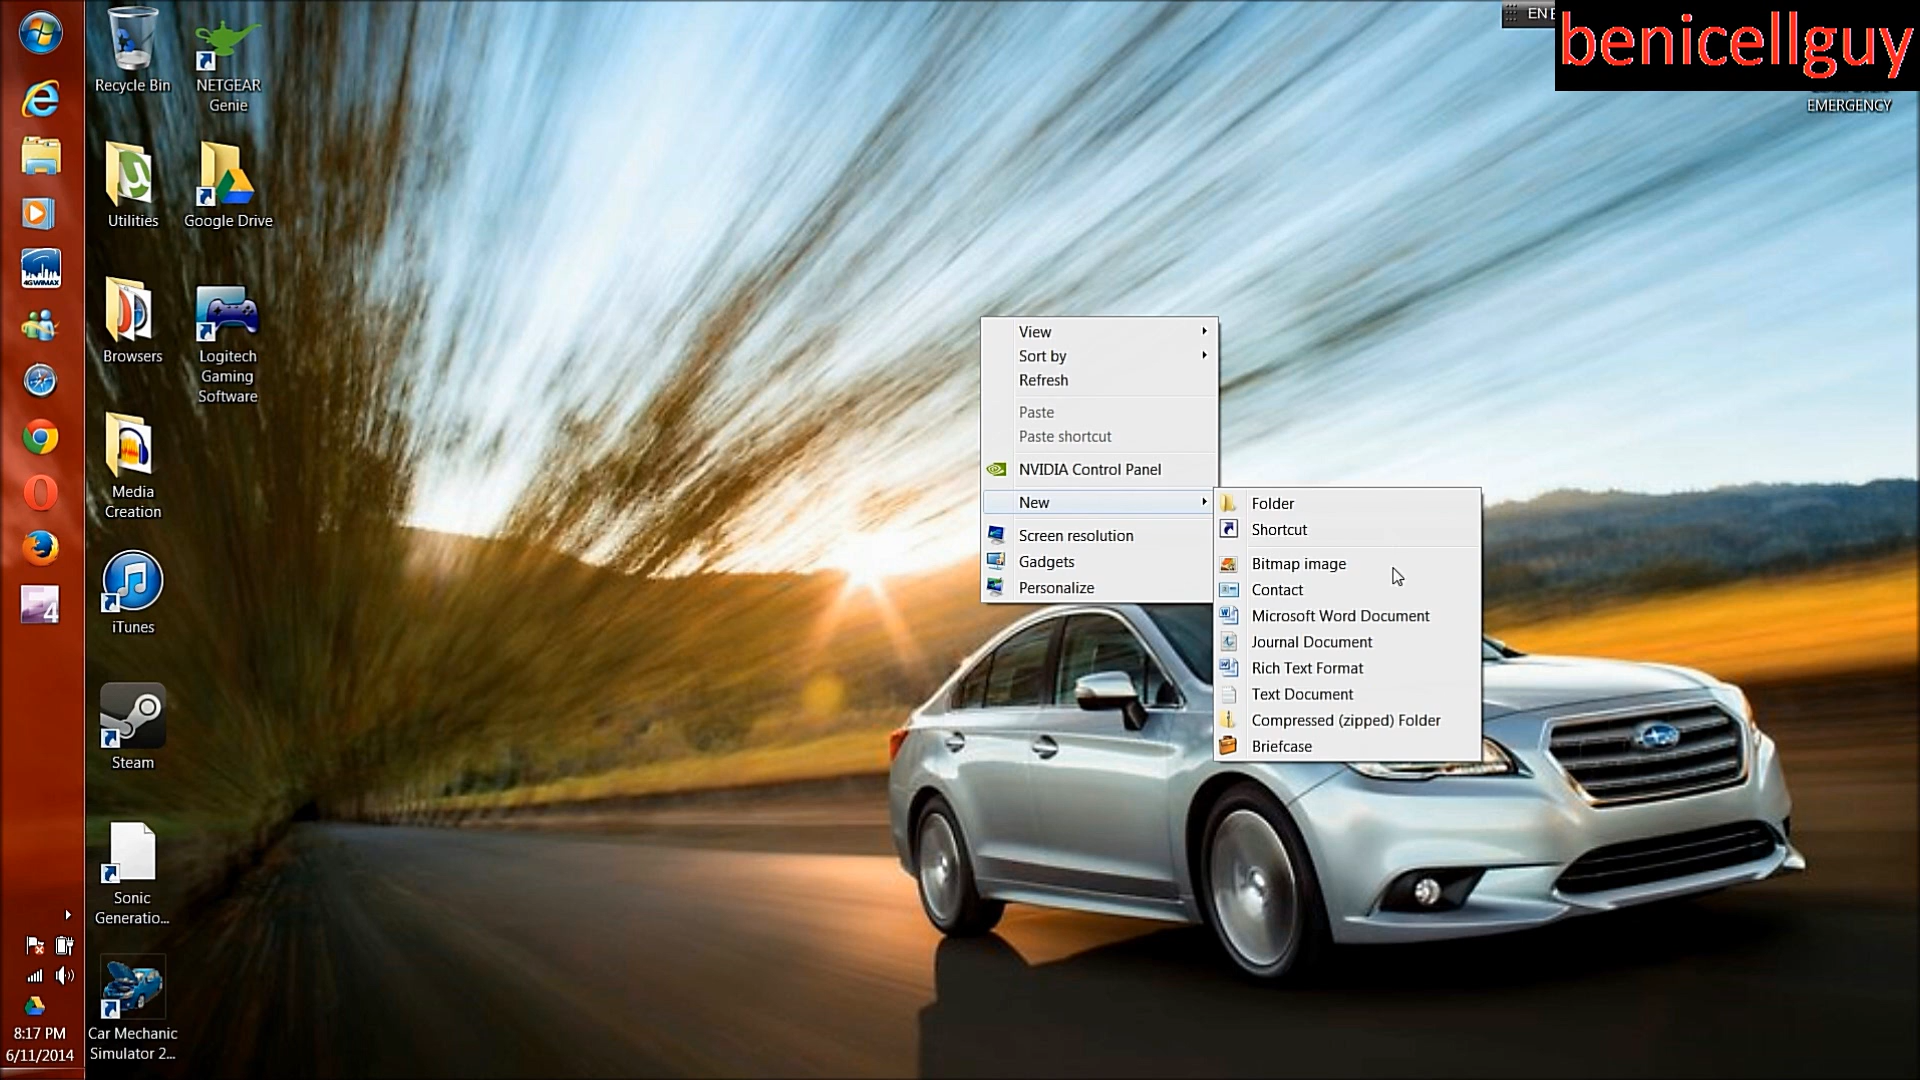 EN
benicellguy
EMERGENCY
Recycle Bin
NETGEAR
Genie
Utilities
Google Drive
Browsers
Logitech
Gaming
Software
Media
Creation
iTunes
Steam
Sonic
Generatio...
Car Mechanic
Simulator 2...
4GWiMAX
4
8:17 PM
6/11/2014
View
Sort by
Refresh
Paste
Paste shortcut
NVIDIA Control Panel
New
Screen resolution
Gadgets
Personalize
Folder
Shortcut
Bitmap image
Contact
Microsoft Word Document
Journal Document
Rich Text Format
Text Document
Compressed (zipped) Folder
Briefcase